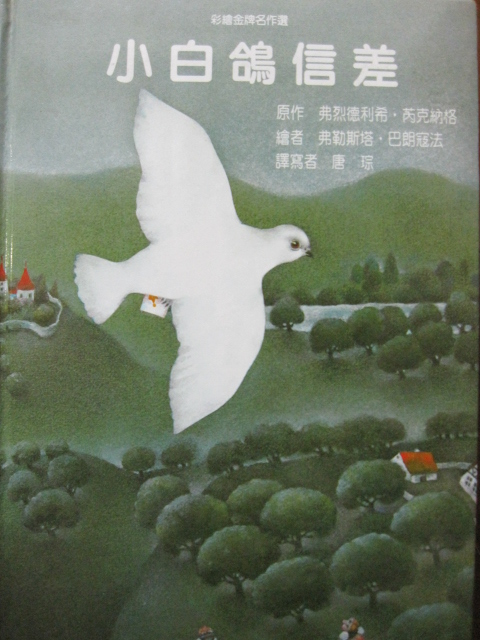 彩繪金牌名作選
小白鴿信差
原作 弗烈德利希・芮克納格
繪者 弗勒斯塔・巴朗寇法
譯寫者 唐琮